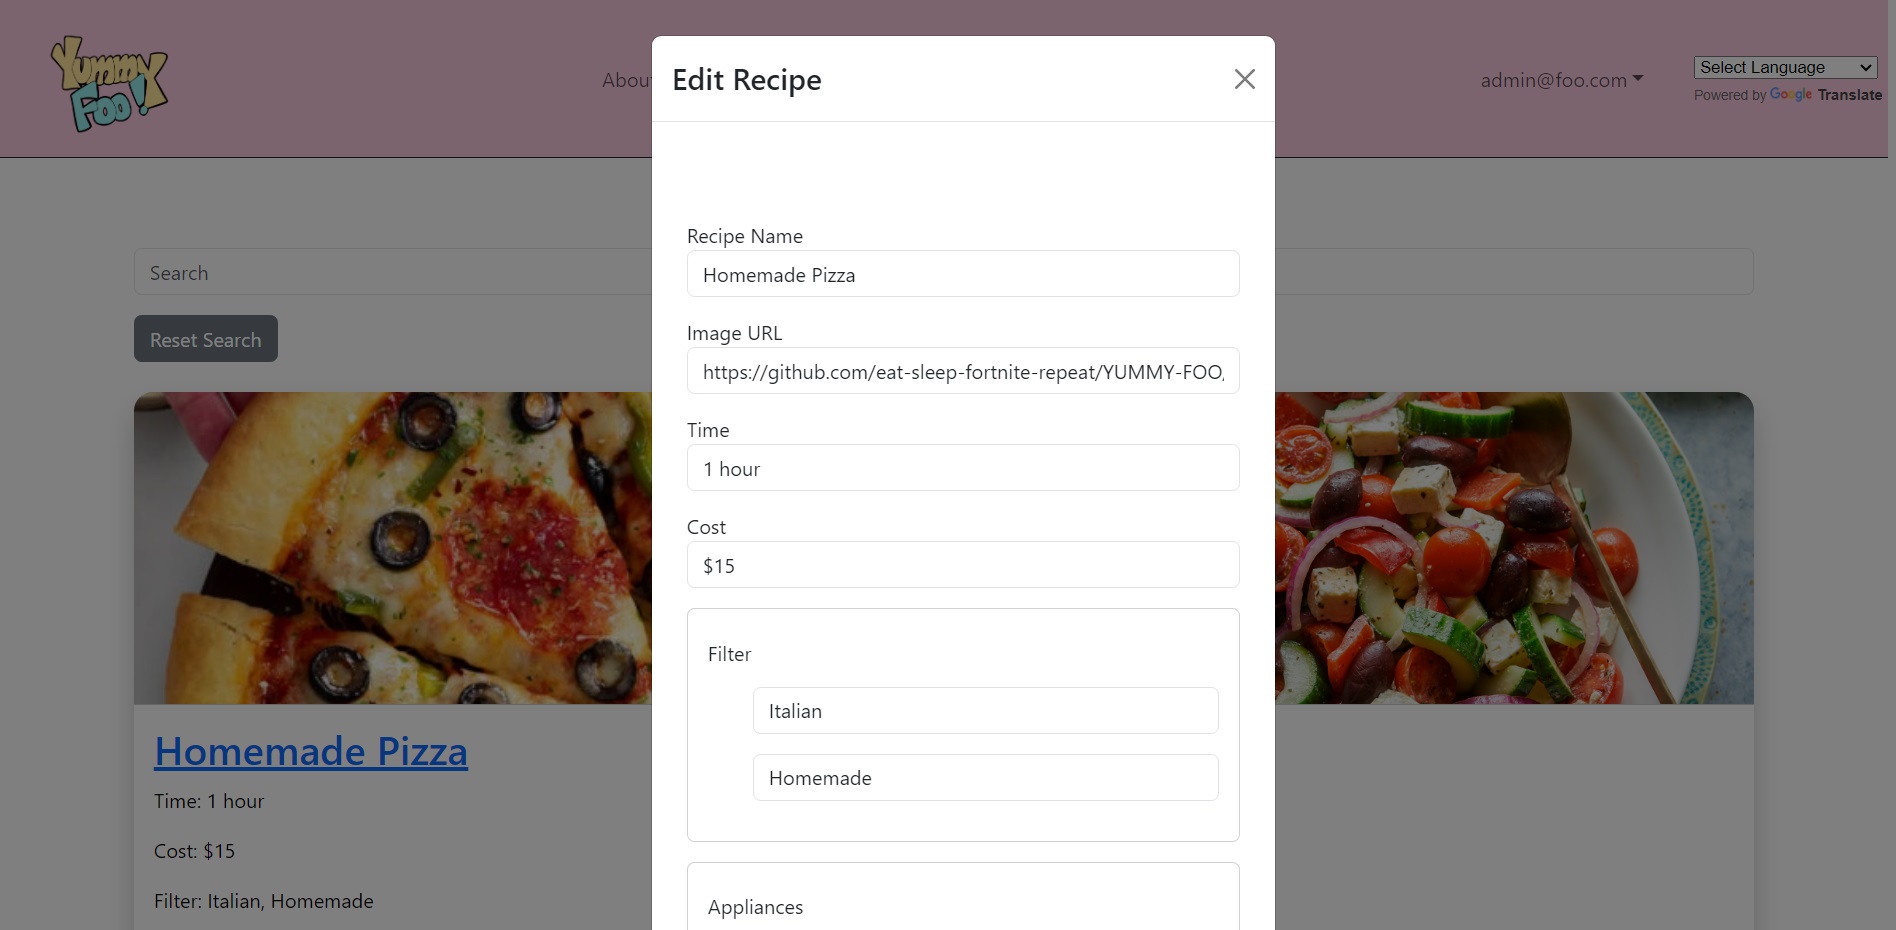 Yummy
Foo!
Abou
admin@foo.com
Select Language
Powered by Google Translate
Search
Reset Search
Homemade Pizza
Time: 1 hour
Cost: $15
Filter: Italian, Homemade
Edit Recipe
Recipe Name
Homemade Pizza
Image URL
https://github.com/eat-sleep-fortnite-repeat/YUMMY-FOO,
Time
1 hour
Cost
$15
Filter
Italian
Homemade
Appliances